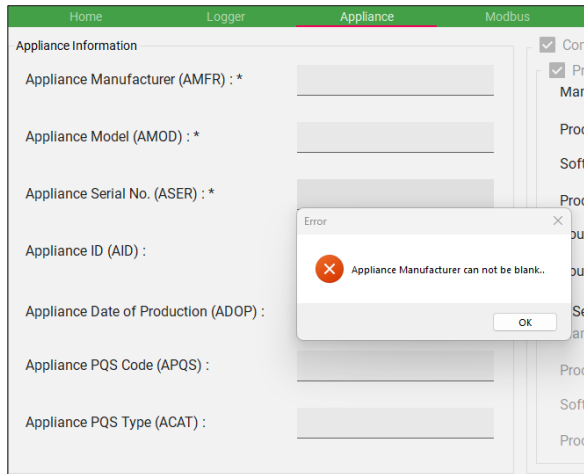 Home Logger Appliance Modbus
Appliance Information
Appliance Manufacturer (AMFR) : *
Appliance Model (AMOD) : *
Appliance Serial No. (ASER) : *
Appliance ID (AID) :
Appliance Date of Production (ADOP) :
Appliance PQS Code (APQS) :
Appliance PQS Type (ACAT) :
Error
Appliance Manufacturer can not be blank..
OK